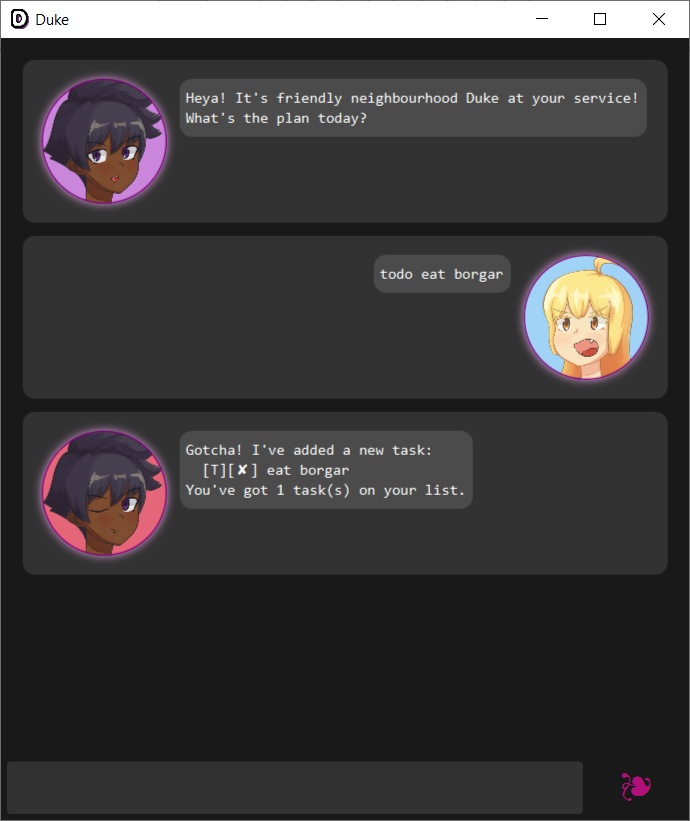 Duke
Heya! It's friendly neighbourhood Duke at your service!
What's the plan today?
todo eat borgar
Gotcha! I've added a new task:
[T][✘] eat borgar
You've got 1 task(s) on your list.